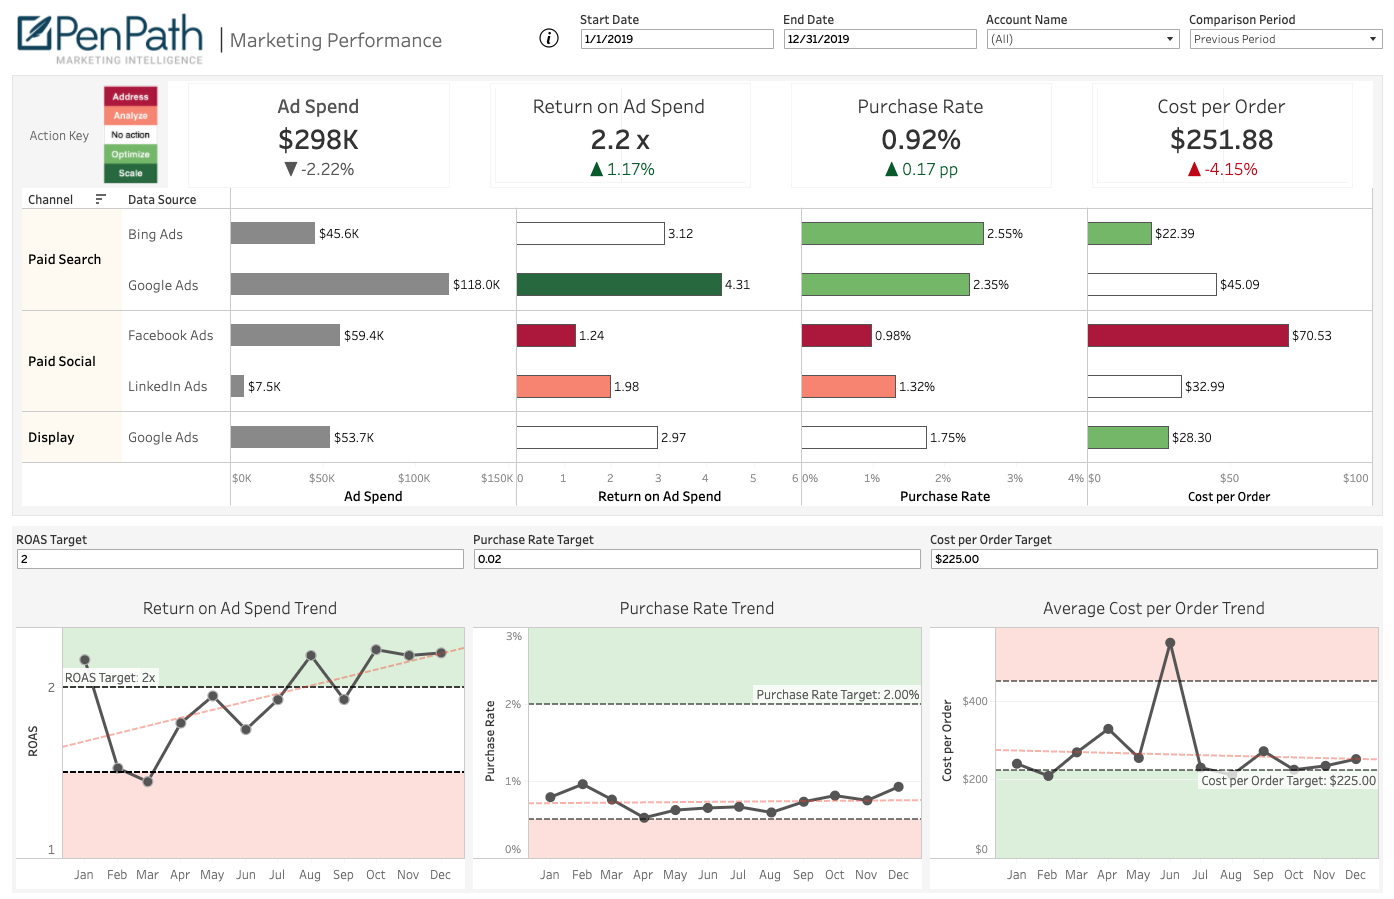 PenPath
MARKETING INTELLIGENCE
Marketing Performance
i
Start Date
1/1/2019
End Date
12/31/2019
Account Name
(All)
Comparison Period
Previous Period
Action Key
Address
Analyze
No action
Optimize
Scale
Ad Spend
$298K
▼ -2.22%
Return on Ad Spend
2.2 x
▲ 1.17%
Purchase Rate
0.92%
▲ 0.17 pp
Cost per Order
$251.88
▲ -4.15%
Channel Data Source
Paid Search
Bing Ads $45.6K 3.12 2.55% $22.39
Google Ads $118.0K 4.31 2.35% $45.09
Paid Social
Facebook Ads $59.4K 1.24 0.98% $70.53
LinkedIn Ads $7.5K 1.98 1.32% $32.99
Display Google Ads $53.7K 2.97 1.75% $28.30
$0K $50K $100K $150K 0 1 2 3 4 5 6 0% 1% 2% 3% 4% $0 $50 $100
Ad Spend Return on Ad Spend Purchase Rate Cost per Order
ROAS Target
2
Purchase Rate Target
0.02
Cost per Order Target
$225.00
Return on Ad Spend Trend
ROAS Target: 2x
2
1
ROAS
Jan Feb Mar Apr May Jun Jul Aug Sep Oct Nov Dec
Purchase Rate Trend
3%
Purchase Rate Target: 2.00%
2%
1%
0%
Purchase Rate
Jan Feb Mar Apr May Jun Jul Aug Sep Oct Nov Dec
Average Cost per Order Trend
$400
$200
Cost per Order Target: $225.00
$0
Cost per Order
Jan Feb Mar Apr May Jun Jul Aug Sep Oct Nov Dec